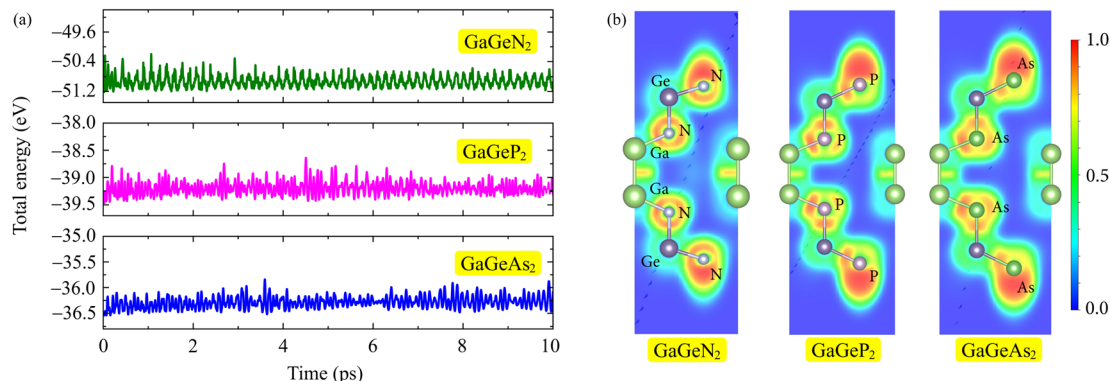 (a)
Total energy (eV)
−49.6
−50.4
−51.2
GaGeN₂
−38.0
−38.5
−39.0
−39.5
GaGeP₂
−35.0
−35.5
−36.0
−36.5
GaGeAs₂
0 2 4 6 8 10
Time (ps)
(b)
Ge N
N
Ga
Ga
N
Ge
N
GaGeN₂
P
P
P
P
GaGeP₂
As
As
As
As
GaGeAs₂
1.0
0.5
0.0